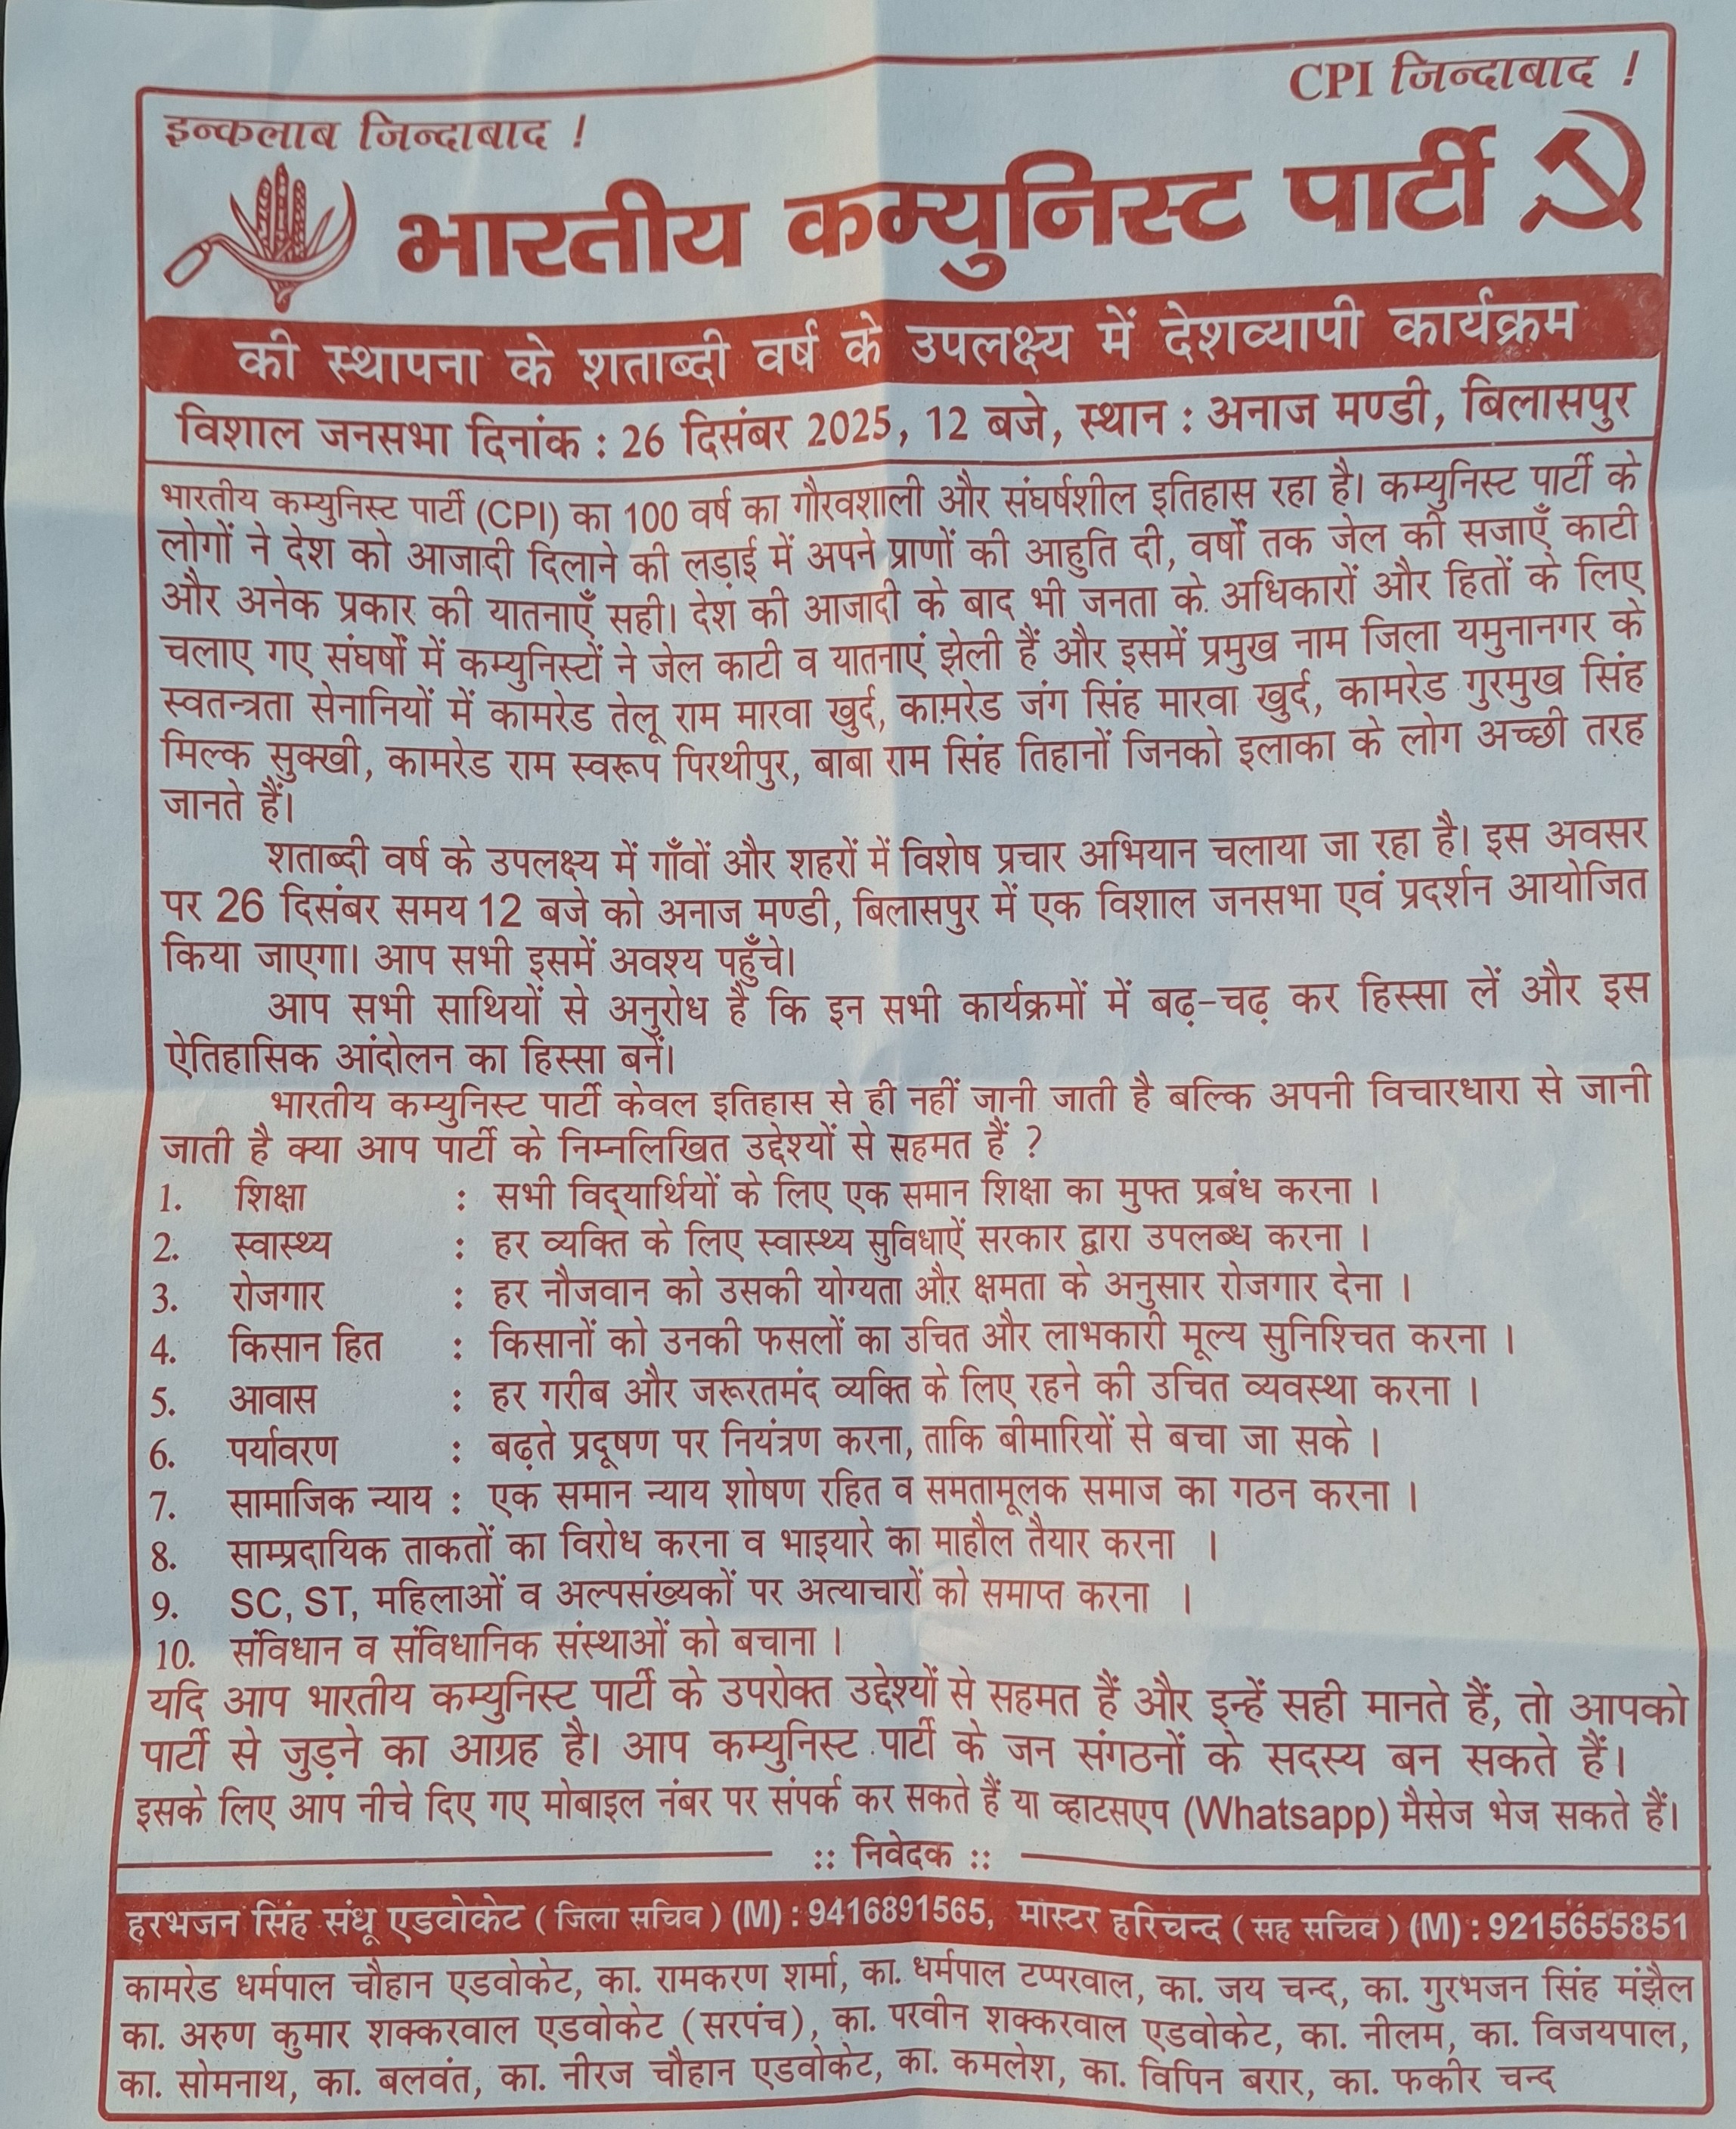 CPI जिन्दाबाद !
इन्कलाब जिन्दाबाद !
भारतीय कम्युनिस्ट पार्टी
की स्थापना के शताब्दी वर्ष के उपलक्ष्य में देशव्यापी कार्यक्रम
विशाल जनसभा दिनांक : 26 दिसंबर 2025, 12 बजे, स्थान : अनाज मण्डी, बिलासपुर
भारतीय कम्युनिस्ट पार्टी (CPI) का 100 वर्ष का गौरवशाली और संघर्षशील इतिहास रहा है। कम्युनिस्ट पार्टी के
लोगों ने देश को आजादी दिलाने की लड़ाई में अपने प्राणों की आहुति दी, वर्षों तक जेल की सजाएँ काटी
और अनेक प्रकार की यातनाएँ सही। देश की आजादी के बाद भी जनता के अधिकारों और हितों के लिए
चलाए गए संघर्षों में कम्युनिस्टों ने जेल काटी व यातनाएं झेली हैं और इसमें प्रमुख नाम जिला यमुनानगर के
स्वतन्त्रता सेनानियों में कामरेड तेलू राम मारवा खुर्द, कामरेड जंग सिंह मारवा खुर्द, कामरेड गुरमुख सिंह
मिल्क सुक्खी, कामरेड राम स्वरूप पिरथीपुर, बाबा राम सिंह तिहानों जिनको इलाका के लोग अच्छी तरह
जानते हैं।
शताब्दी वर्ष के उपलक्ष्य में गाँवों और शहरों में विशेष प्रचार अभियान चलाया जा रहा है। इस अवसर
पर 26 दिसंबर समय 12 बजे को अनाज मण्डी, बिलासपुर में एक विशाल जनसभा एवं प्रदर्शन आयोजित
किया जाएगा। आप सभी इसमें अवश्य पहुँचे।
आप सभी साथियों से अनुरोध है कि इन सभी कार्यक्रमों में बढ़-चढ़ कर हिस्सा लें और इस
ऐतिहासिक आंदोलन का हिस्सा बनें।
भारतीय कम्युनिस्ट पार्टी केवल इतिहास से ही नहीं जानी जाती है बल्कि अपनी विचारधारा से जानी
जाती है क्या आप पार्टी के निम्नलिखित उद्देश्यों से सहमत हैं ?
1. शिक्षा : सभी विद्यार्थियों के लिए एक समान शिक्षा का मुफ्त प्रबंध करना ।
2. स्वास्थ्य : हर व्यक्ति के लिए स्वास्थ्य सुविधाऐं सरकार द्वारा उपलब्ध करना ।
3. रोजगार : हर नौजवान को उसकी योग्यता और क्षमता के अनुसार रोजगार देना ।
4. किसान हित : किसानों को उनकी फसलों का उचित और लाभकारी मूल्य सुनिश्चित करना ।
5. आवास : हर गरीब और जरूरतमंद व्यक्ति के लिए रहने की उचित व्यवस्था करना ।
6. पर्यावरण : बढ़ते प्रदूषण पर नियंत्रण करना, ताकि बीमारियों से बचा जा सके ।
7. सामाजिक न्याय : एक समान न्याय शोषण रहित व समतामूलक समाज का गठन करना ।
8. साम्प्रदायिक ताकतों का विरोध करना व भाइयारे का माहौल तैयार करना ।
9. SC, ST, महिलाओं व अल्पसंख्यकों पर अत्याचारों को समाप्त करना ।
10. संविधान व संविधानिक संस्थाओं को बचाना ।
यदि आप भारतीय कम्युनिस्ट पार्टी के उपरोक्त उद्देश्यों से सहमत हैं और इन्हें सही मानते हैं, तो आपको
पार्टी से जुड़ने का आग्रह है। आप कम्युनिस्ट पार्टी के जन संगठनों के सदस्य बन सकते हैं।
इसके लिए आप नीचे दिए गए मोबाइल नंबर पर संपर्क कर सकते हैं या व्हाटसएप (Whatsapp) मैसेज भेज सकते हैं।
:: निवेदक ::
हरभजन सिंह संधू एडवोकेट ( जिला सचिव ) (M) : 9416891565, मास्टर हरिचन्द ( सह सचिव ) (M) : 9215655851
कामरेड धर्मपाल चौहान एडवोकेट, का. रामकरण शर्मा, का. धर्मपाल टप्परवाल, का. जय चन्द, का. गुरभजन सिंह मंझैल
का. अरुण कुमार शक्करवाल एडवोकेट (सरपंच), का. परवीन शक्करवाल एडवोकेट, का. नीलम, का. विजयपाल,
का. सोमनाथ, का. बलवंत, का. नीरज चौहान एडवोकेट, का. कमलेश, का. विपिन बरार, का. फकीर चन्द